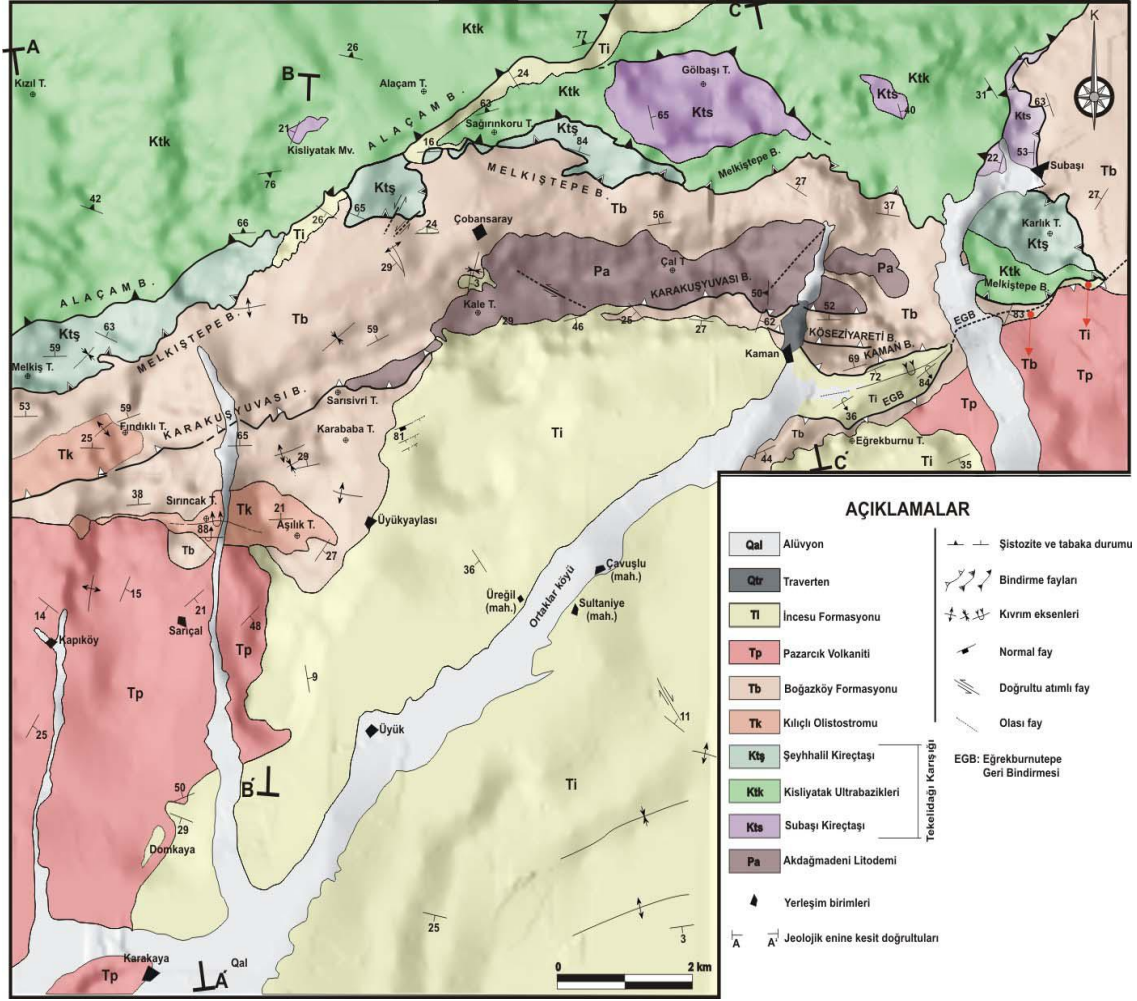 C
K
A
Kızıl T.
Ktk
26
77
Ti
24
B
Alaçam T.
Ktk
Gölbaşı T.
Kts
65
Ktk
Kts
40
31
63
Kts
53
22
Subaşı
21
Kisliyatak Mv.
Ktk
ALAÇAM B.
63
Sağırınkoru T.
16
Ktş
84
MELKIŞTEPE B.
Melkiştepe B.
Tb
27
37
Tb
27
76
42
66
26
Ti
Ktş
65
24
29
Çobansaray
56
Karlık T.
Ktş
Ktk
Melkiştepe B.
ALAÇAM B.
Ktş
63
59
Melkiş T.
MELKIŞTEPE B.
Tb
59
3
Kale T.
29
Pa
Çal T
KARAKUŞYUVASI B.
50
52
Pa
Tb
46
25
27
62
KÖSEZİYARETİ B.
69
KAMAN B.
Kaman
72
84
Ti
EGB
36
EGB
83
Tb
Ti
Tp
Tp
Tb
44
Eğrekburnu T.
C'
Ti
35
53
59
Fındıklı T.
25
Tk
KARAKUŞYUVASI B.
65
Sarısivri T.
Karababa T.
29
81
Ti
38
Sırıncak T.
88
Tb
Tk
21
Aşılık T.
27
Üyükyaylası
36
Üreğil
(mah.)
Çavuşlu
(mah.)
Sultaniye
(mah.)
Ortaklar köyü
14
15
Kapıköy
21
Sarıçal
48
Tp
Tp
9
25
Üyük
11
Ti
B'
50
29
Domkaya
25
3
Karakaya
Tp
A'
Qal
0
2 km
AÇIKLAMALAR
Qal Alüvyon
Qtr Traverten
Tİ İncesu Formasyonu
Tp Pazarcık Volkaniti
Tb Boğazköy Formasyonu
Tk Kılıçlı Olistostromu
Ktş Şeyhhalil Kireçtaşı
Ktk Kisliyatak Ultrabazikleri
Kts Subaşı Kireçtaşı
Tekelidağı Karışığı
Pa Akdağmadeni Litodemi
Yerleşim birimleri
A A' Jeolojik enine kesit doğrultuları
Şistozite ve tabaka durumu
Bindirme fayları
Kıvrım eksenleri
Normal fay
Doğrultu atımlı fay
Olası fay
EGB: Eğrekburnutepe
Geri Bindirmesi